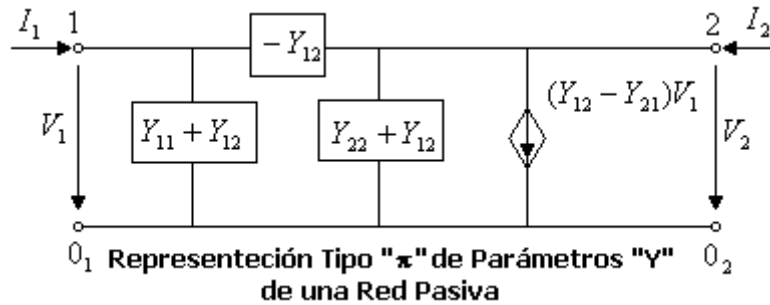 I₁ 1 2 I₂
−Y₁₂
(Y₁₂ − Y₂₁)V₁
V₁ Y₁₁ + Y₁₂ Y₂₂ + Y₁₂ V₂
0₁ Representeción Tipo "π" de Parámetros "Y" 0₂
de una Red Pasiva